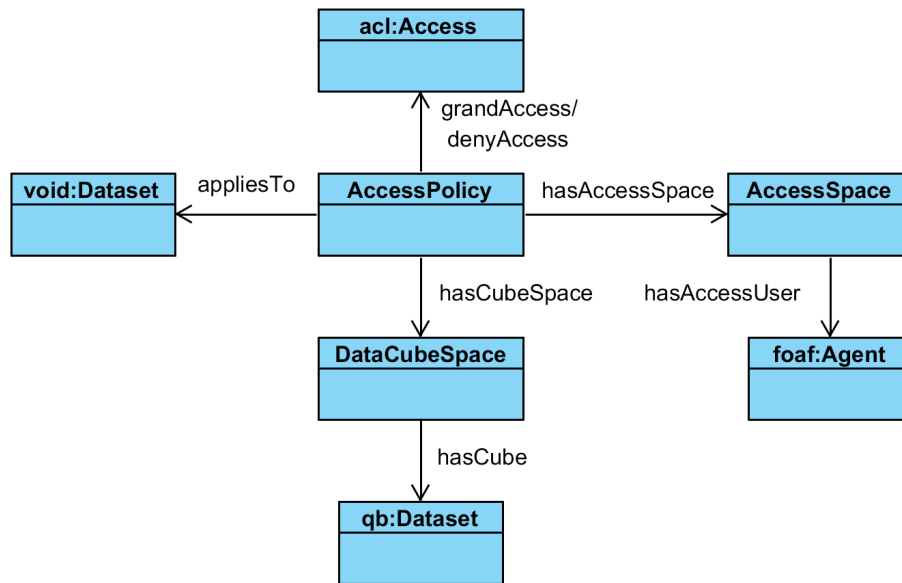 acl:Access
grandAccess/
denyAccess
void:Dataset
appliesTo
AccessPolicy
hasAccessSpace
AccessSpace
hasCubeSpace
hasAccessUser
DataCubeSpace
foaf:Agent
hasCube
qb:Dataset